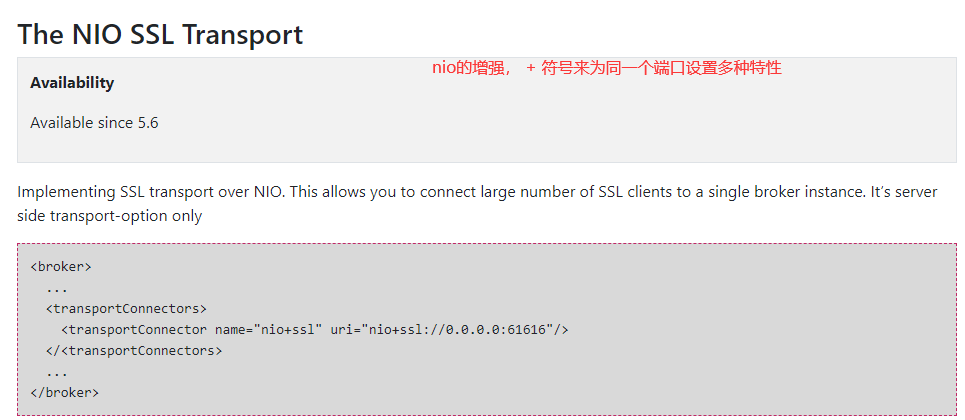 The NIO SSL Transport
nio的增强， + 符号来为同一个端口设置多种特性
Availability
Available since 5.6
Implementing SSL transport over NIO. This allows you to connect large number of SSL clients to a single broker instance. It’s server
side transport-option only
<broker>
...
<transportConnectors>
<transportConnector name="nio+ssl" uri="nio+ssl://0.0.0.0:61616"/>
</<transportConnectors>
...
</broker>